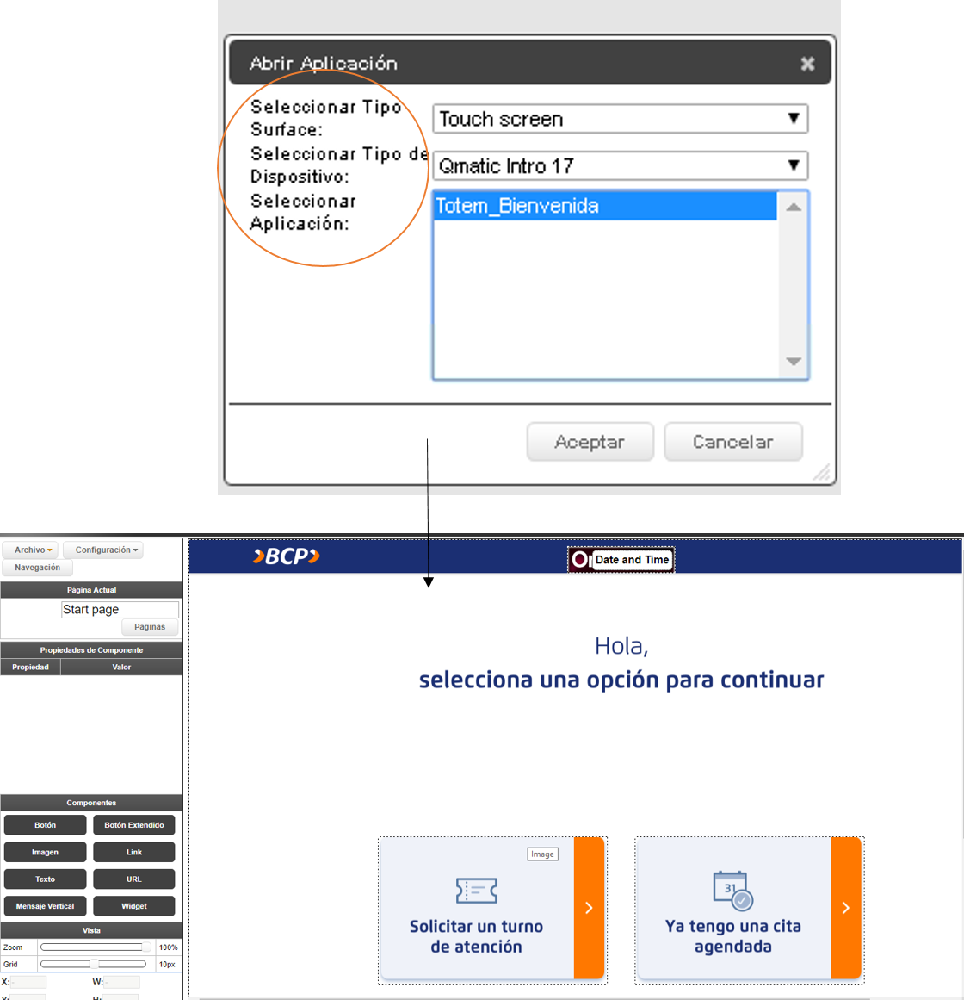 Abrir Aplicación
Seleccionar Tipo
Surface:
Touch screen
Seleccionar Tipo de
Dispositivo:
Qmatic Intro 17
Seleccionar
Aplicación:
Totem_Bienvenida
Aceptar
Cancelar
Archivo
Configuración
Navegación
Página Actual
Start page
Paginas
Propiedades de Componente
Propiedad
Valor
Componentes
Botón
Botón Extendido
Imagen
Link
Texto
URL
Mensaje Vertical
Widget
Vista
Zoom
100%
Grid
10px
X:
W:
BCP
Date and Time
Hola,
selecciona una opción para continuar
Image
Solicitar un turno
de atención
31
Ya tengo una cita
agendada